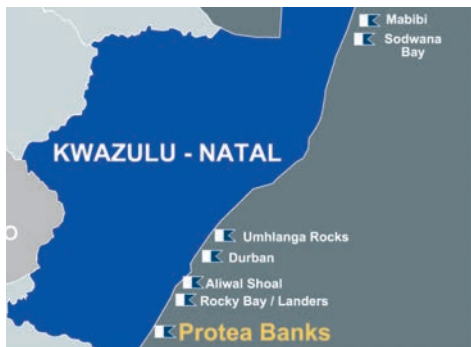 Mabibi
Sodwana
Bay
KWAZULU - NATAL
O
Umhlanga Rocks
Durban
Aliwal Shoal
Rocky Bay / Landers
Protea Banks